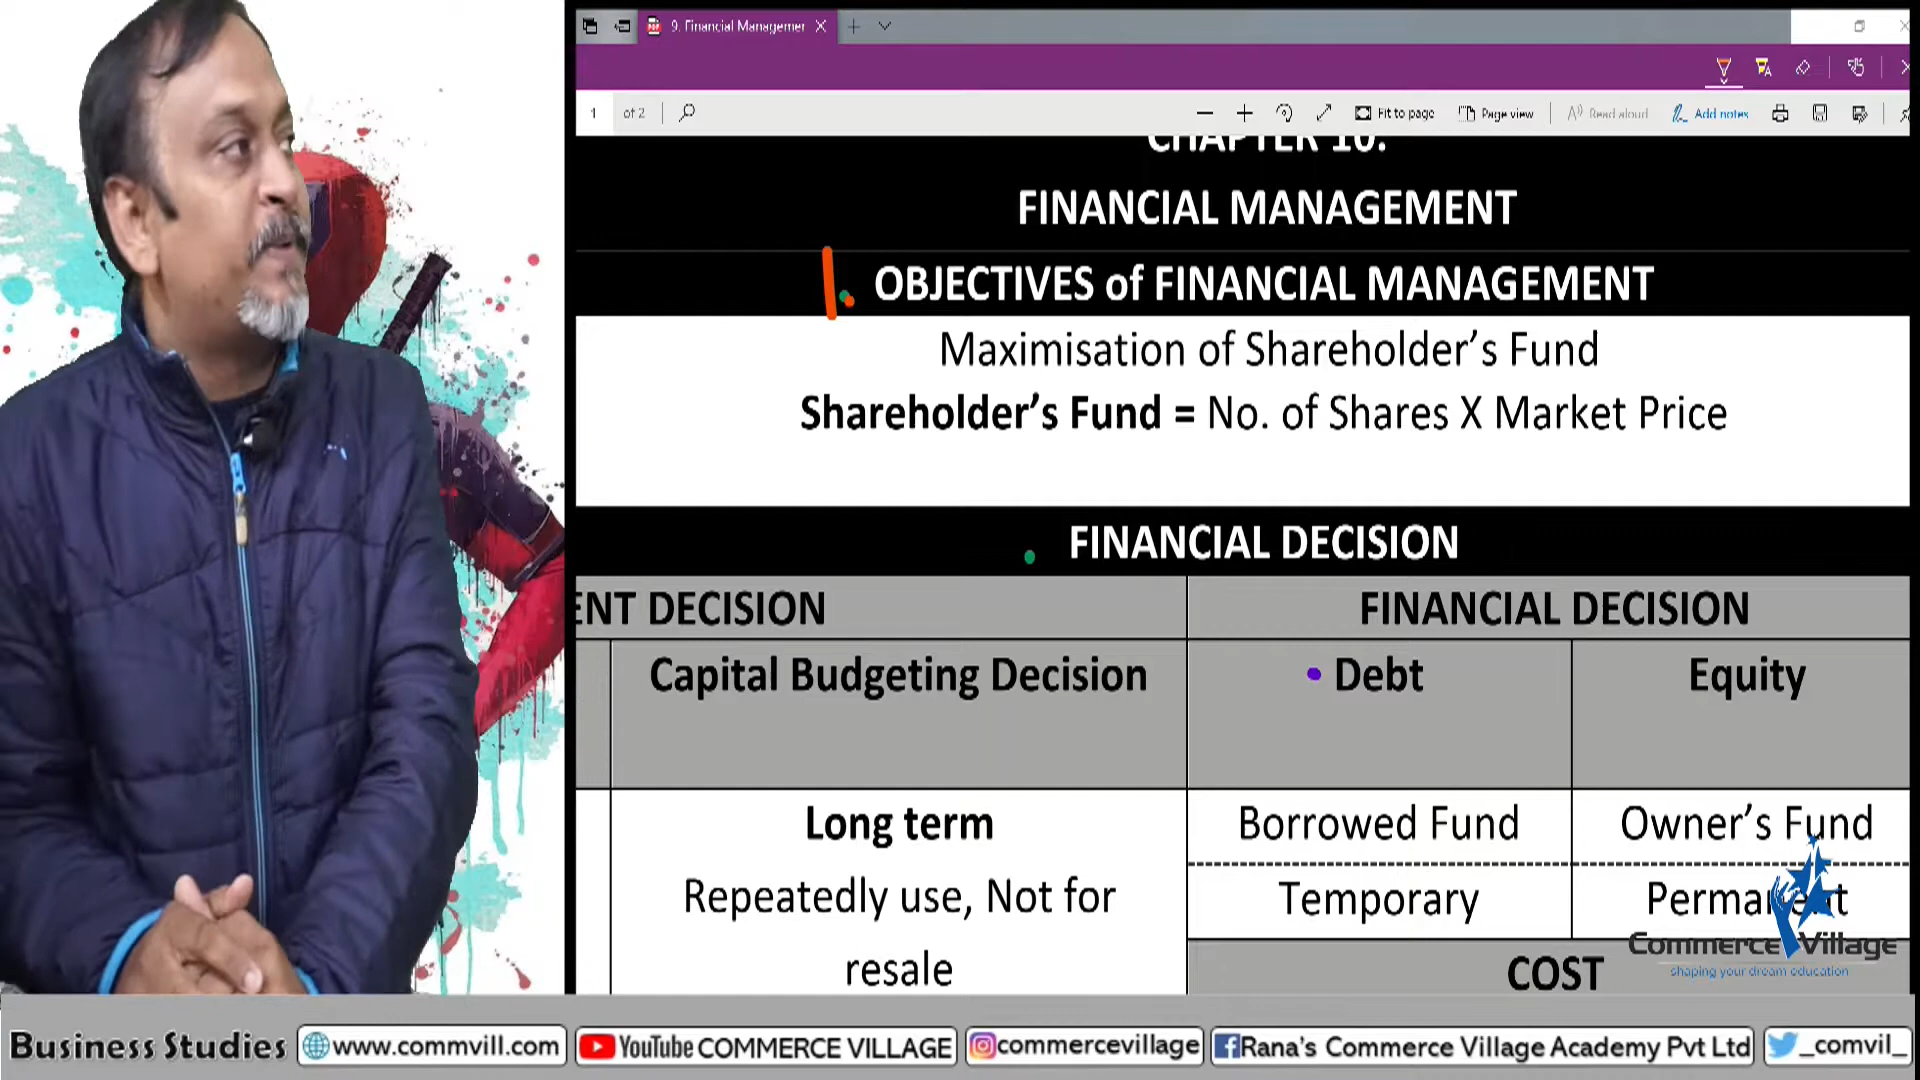 9. Financial Managemer
1 of 2
Fit to page
Page view
Read aloud
Add notes
CHAPTER 10:
FINANCIAL MANAGEMENT
1. OBJECTIVES of FINANCIAL MANAGEMENT
Maximisation of Shareholder’s Fund
Shareholder’s Fund = No. of Shares X Market Price
FINANCIAL DECISION
ENT DECISION
FINANCIAL DECISION
Capital Budgeting Decision
Debt
Equity
Long term
Borrowed Fund
Owner’s Fund
Repeatedly use, Not for
resale
Temporary
Permanent
COST
Commerce Village
shaping your dream education
Business Studies
www.commvill.com
YouTube COMMERCE VILLAGE
commercevillage
Rana's Commerce Village Academy Pvt Ltd
_comvil_